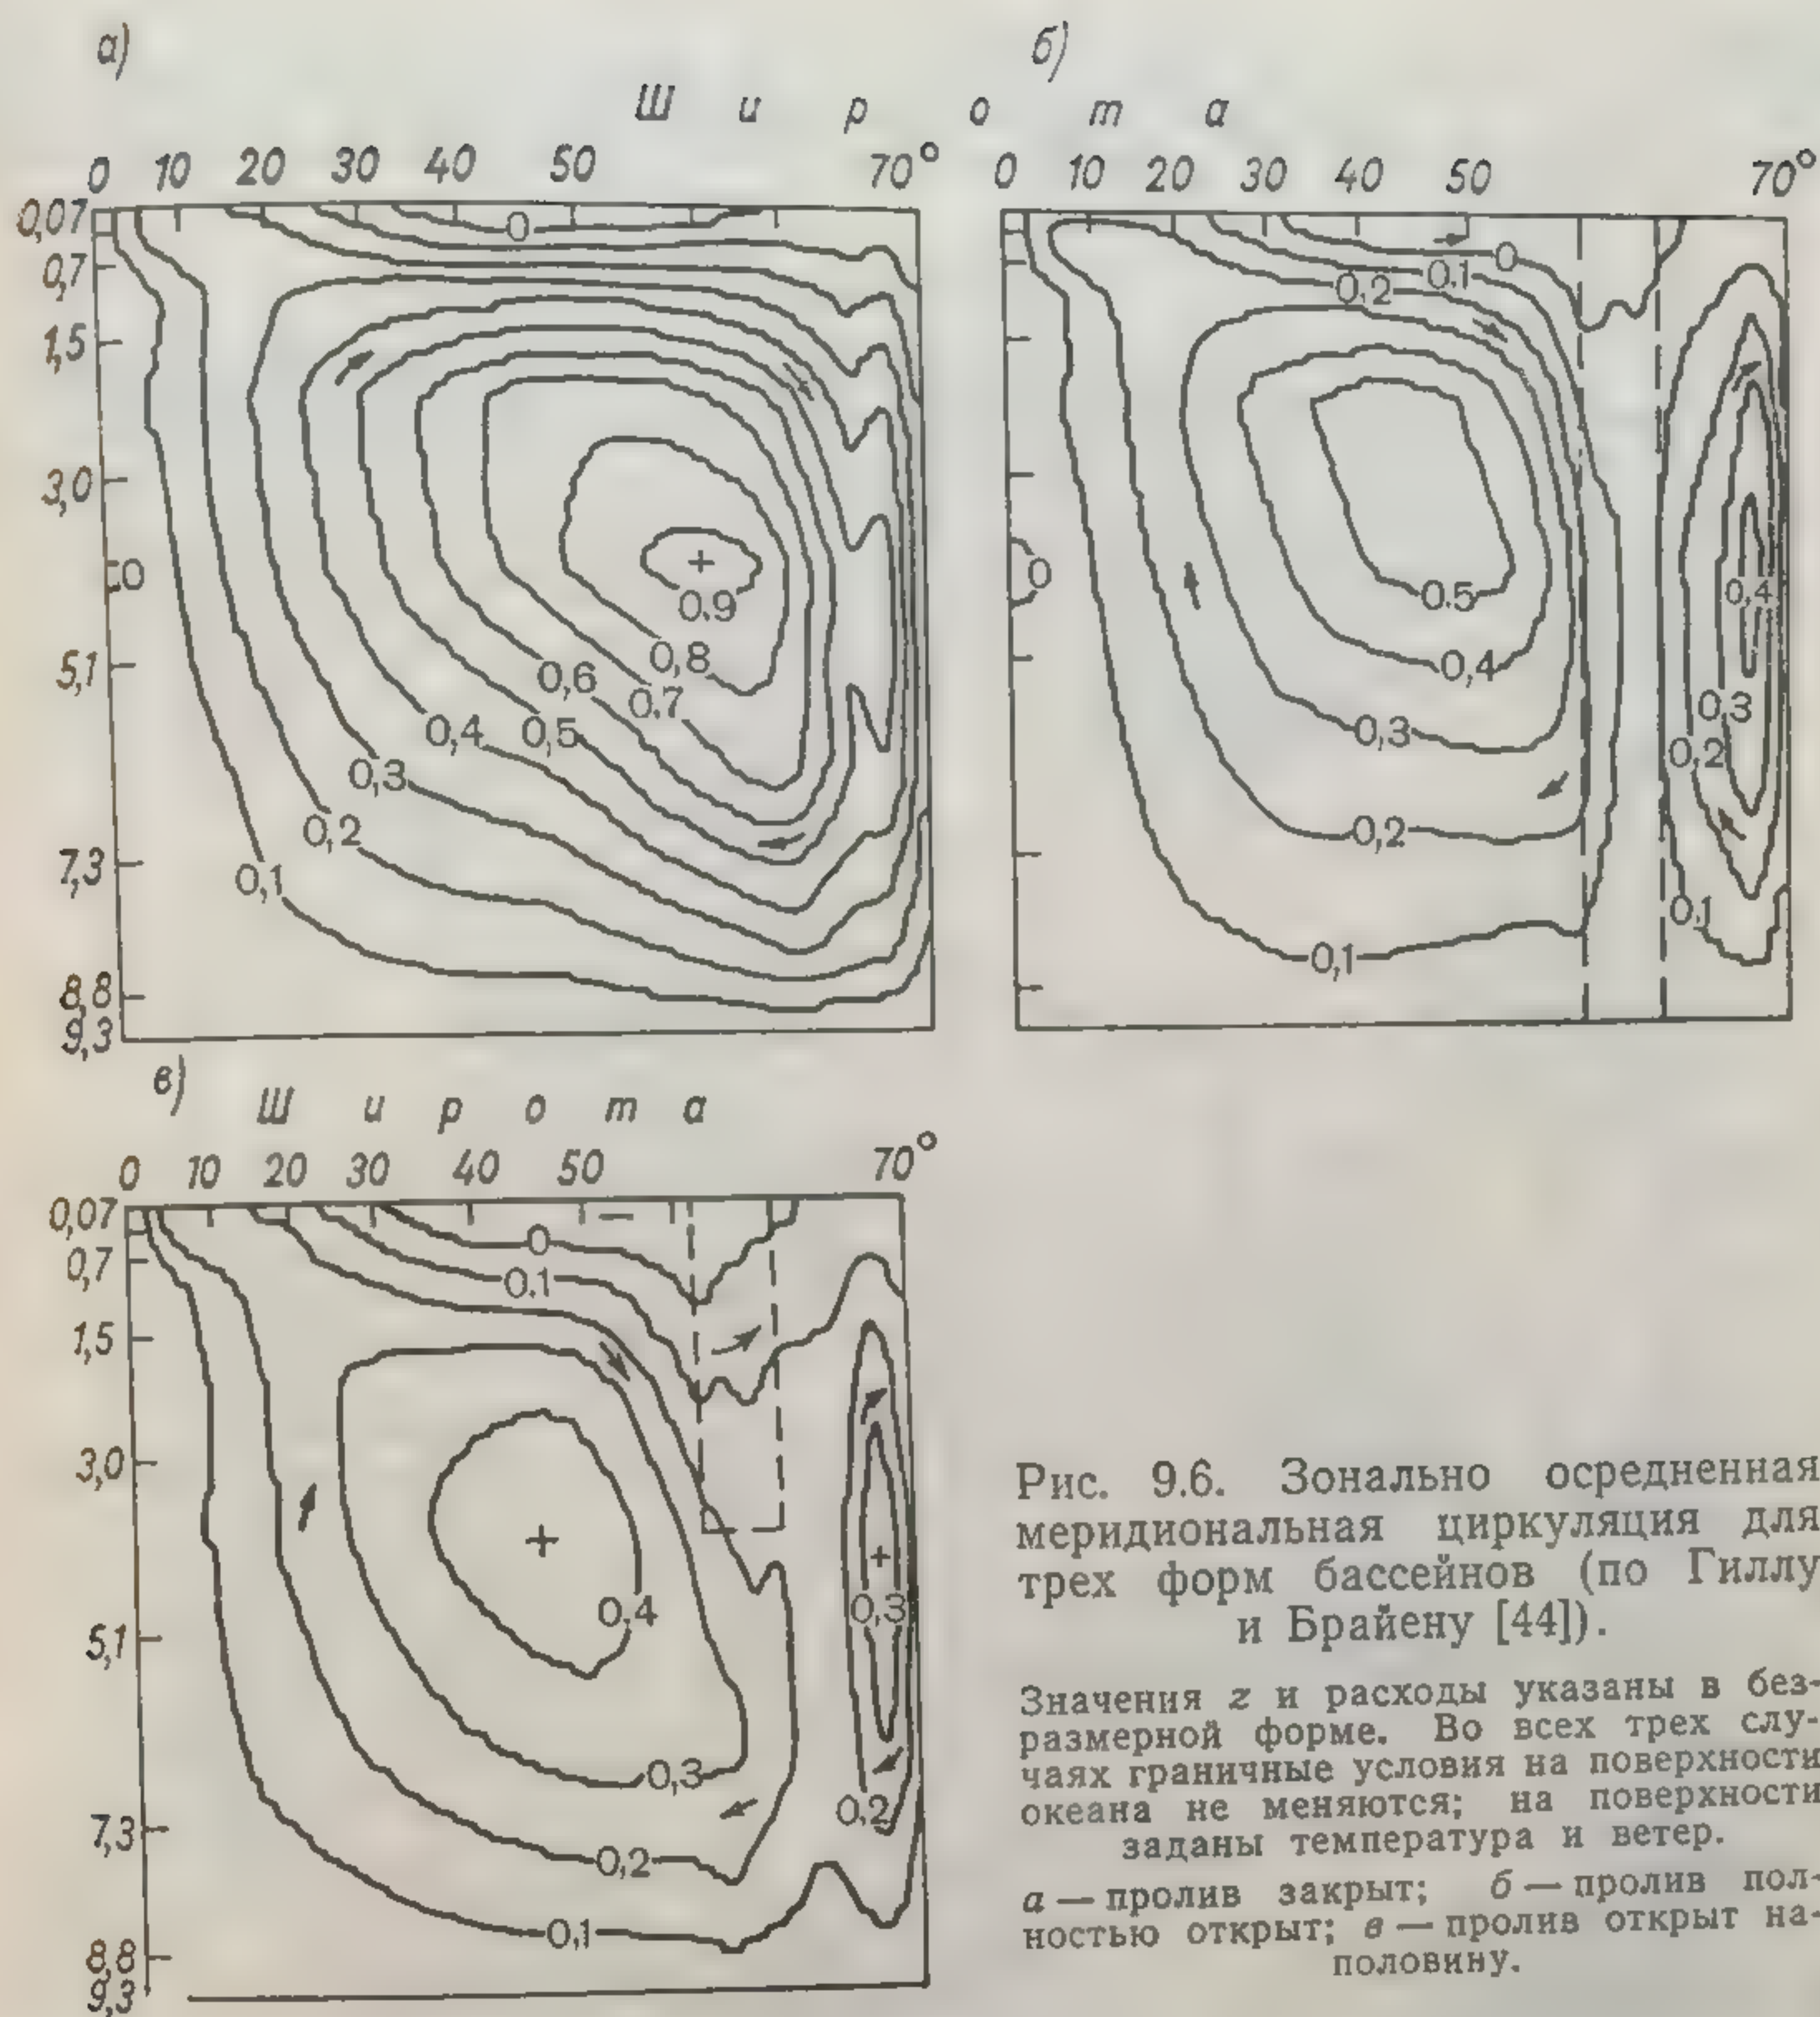 а)
б)
Широта
0 10 20 30 40 50 70°
0 10 20 30 40 50 70°
0,07
0,7
1,5
3,0
5,1
7,3
8,8
9,3
0
0
0.9
0,8
0,7
0,6
0,5
0,4
0,3
0,2
0,1
0
0.1
0,2
0
0.5
0,4
0,3
0,2
0,1
0,4
0,3
0,2
0,1
в)
Широта
0 10 20 30 40 50 70°
0,07
0,7
1,5
3,0
5,1
7,3
8,8
9,3
0
0.1
0,4
0,3
0,2
0,1
0,3
0,2
Рис. 9.6. Зонально осредненная
меридиональная циркуляция для
трех форм бассейнов (по Гиллу
и Брайену [44]).
Значения z и расходы указаны в без-
размерной форме. Во всех трех слу-
чаях граничные условия на поверхности
океана не меняются; на поверхности
заданы температура и ветер.
а — пролив закрыт; б — пролив пол-
ностью открыт; в — пролив открыт на-
половину.